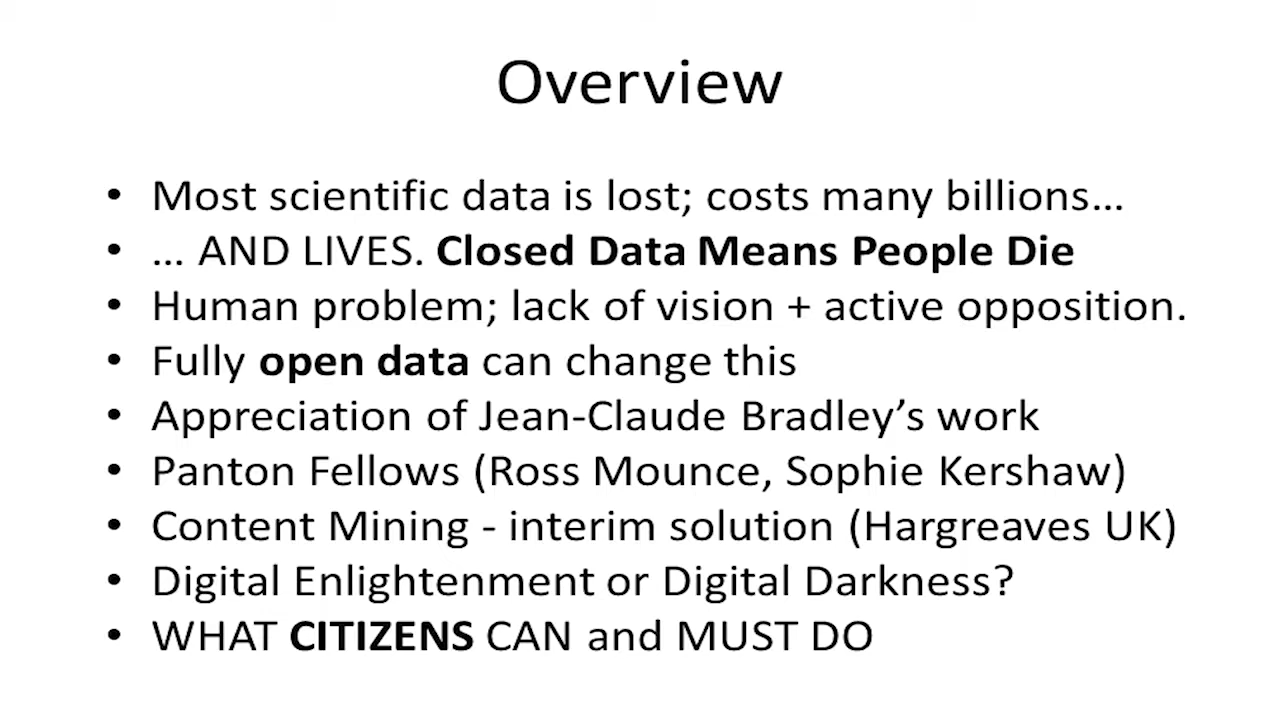 Overview
• Most scientific data is lost; costs many billions…
• … AND LIVES. Closed Data Means People Die
• Human problem; lack of vision + active opposition.
• Fully open data can change this
• Appreciation of Jean-Claude Bradley’s work
• Panton Fellows (Ross Mounce, Sophie Kershaw)
• Content Mining - interim solution (Hargreaves UK)
• Digital Enlightenment or Digital Darkness?
• WHAT CITIZENS CAN and MUST DO